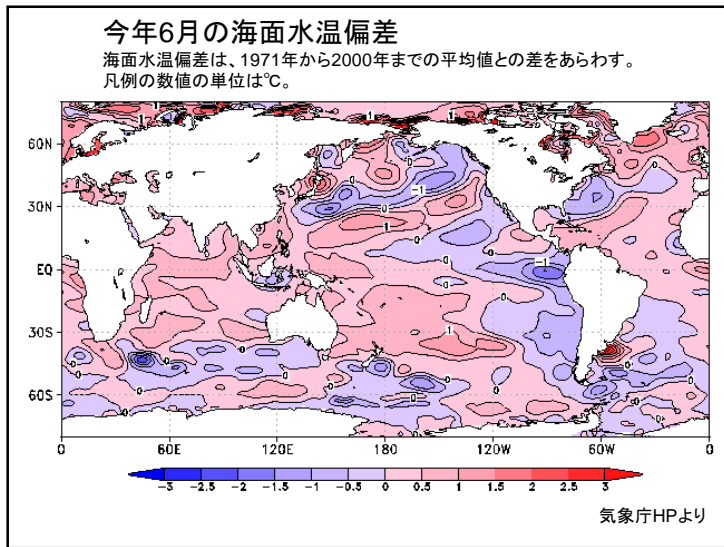 今年6月の海面水温偏差
海面水温偏差は、1971年から2000年までの平均値との差をあらわす。
凡例の数値の単位は℃。
60N
30N
EQ
30S
60S
0 60E 120E 180 120W 60W 0
-3 -2.5 -2 -1.5 -1 -0.5 0 0.5 1 1.5 2 2.5 3
気象庁HPより